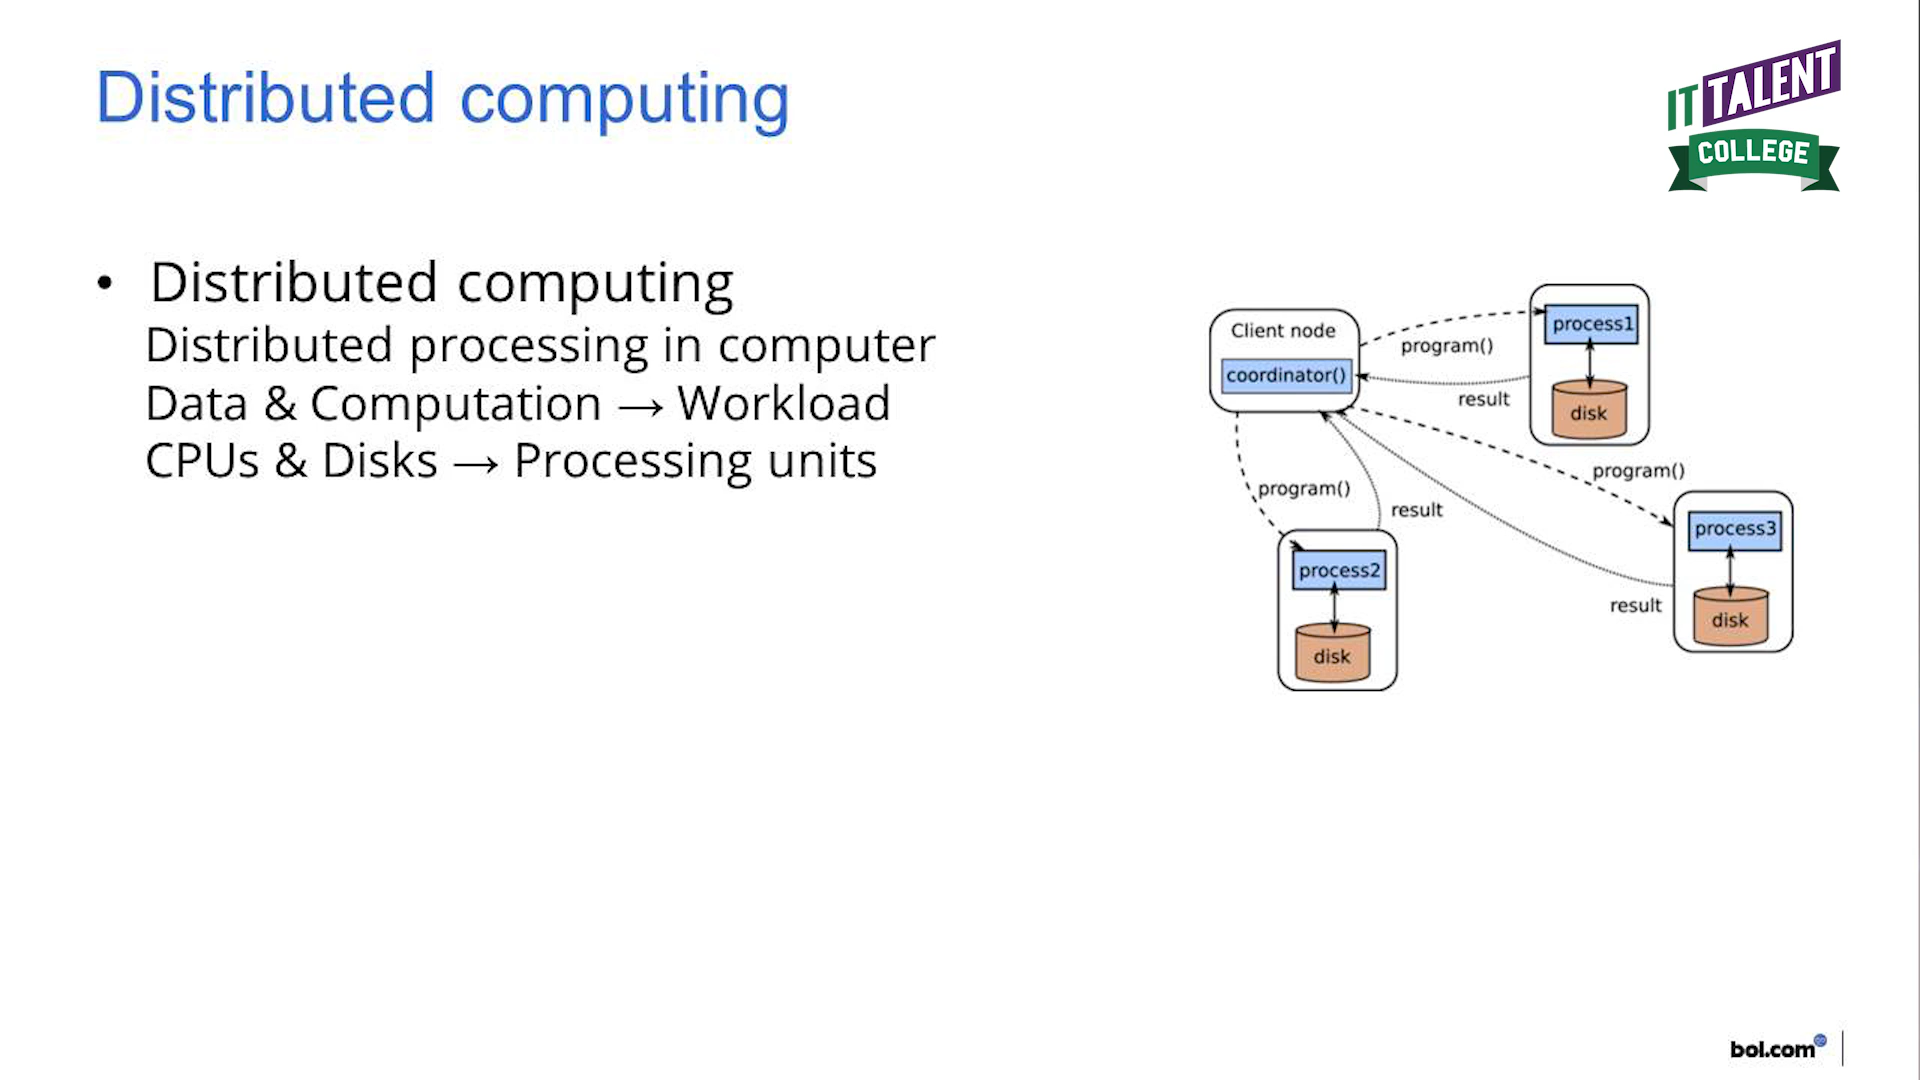 Distributed computing
IT TALENT
COLLEGE
• Distributed computing
Distributed processing in computer
Data & Computation → Workload
CPUs & Disks → Processing units
Client node
coordinator()
program()
result
process1
disk
program()
result
process2
disk
program()
result
process3
disk
bol.com